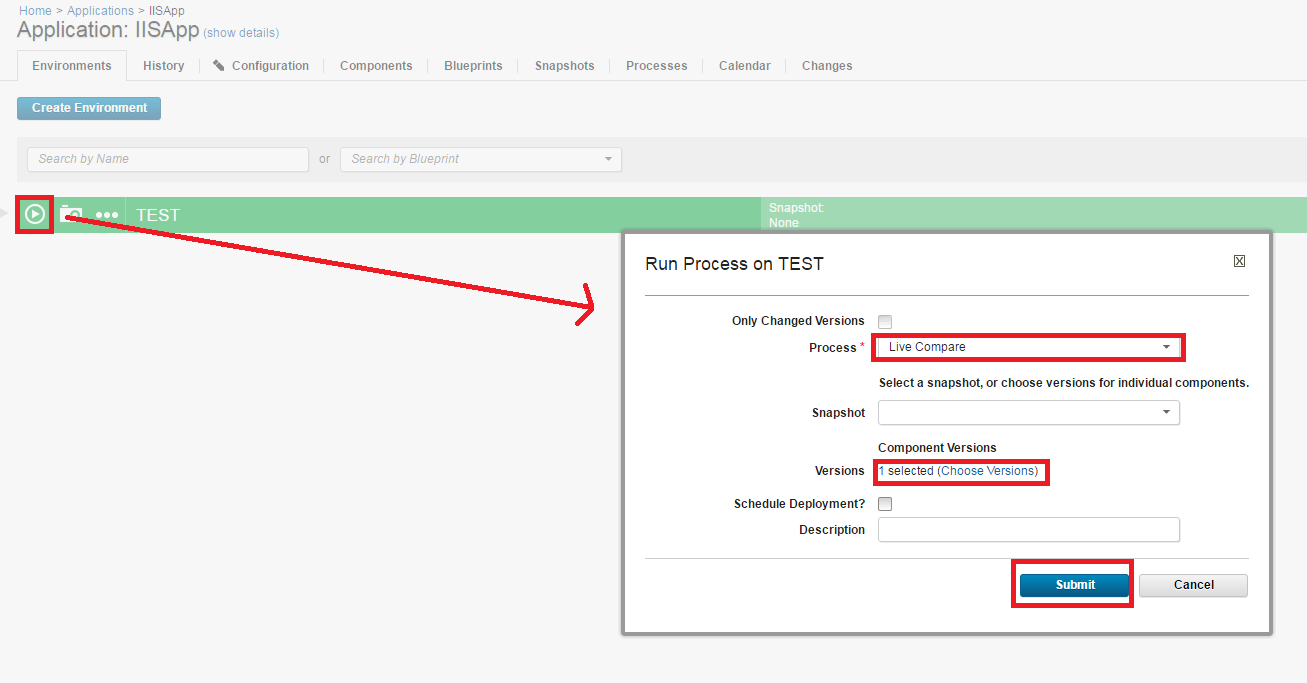 Home > Applications > IISApp
Application: IISApp (show details)
Environments History Configuration Components Blueprints Snapshots Processes Calendar Changes
Create Environment
Search by Name or Search by Blueprint
TEST
Snapshot:
None
Run Process on TEST
Only Changed Versions
Process * Live Compare
Select a snapshot, or choose versions for individual components.
Snapshot
Component Versions
Versions 1 selected (Choose Versions)
Schedule Deployment?
Description
Submit Cancel